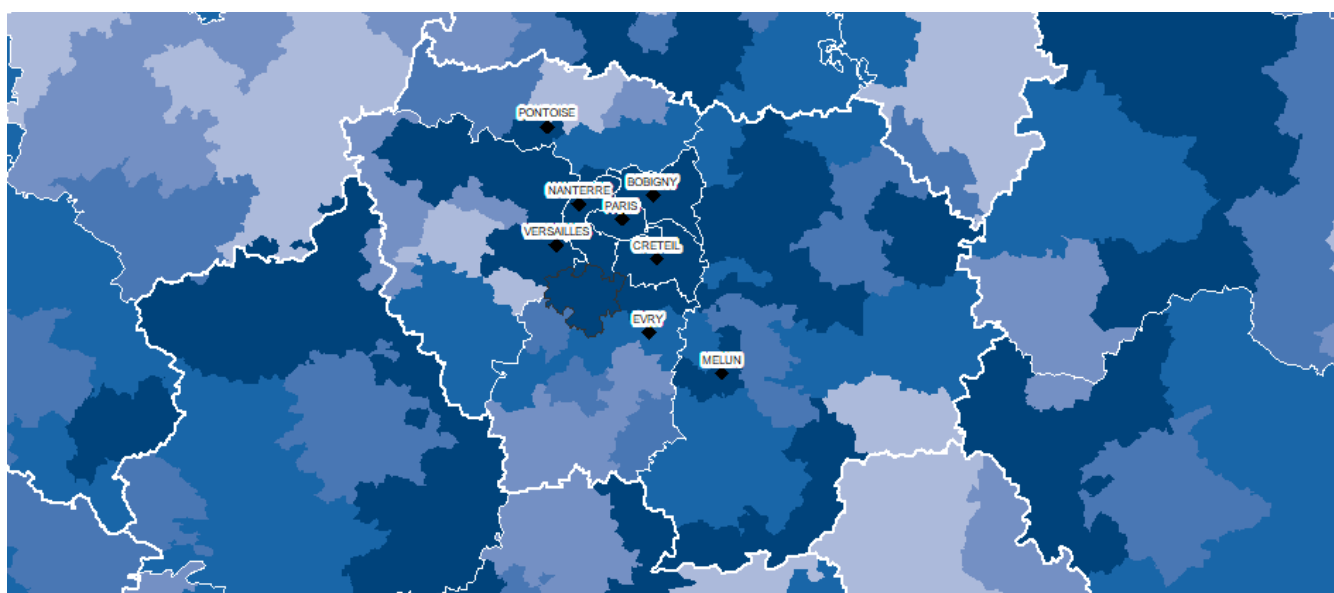 PONTOISE
BOBIGNY
NANTERRE
PARIS
VERSAILLES
CRETEIL
EVRY
MELUN